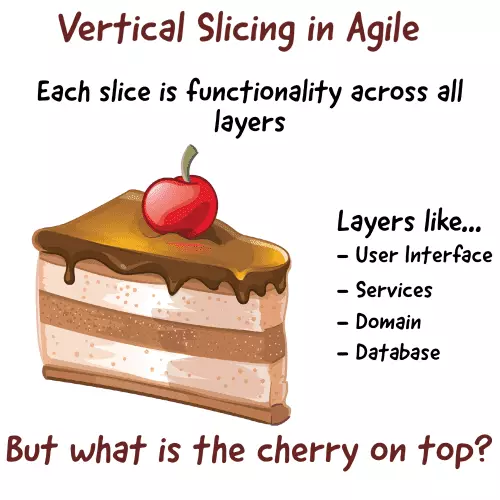 Vertical Slicing in Agile
Each slice is functionality across all
layers
Layers like...
- User Interface
- Services
- Domain
- Database
But what is the cherry on top?